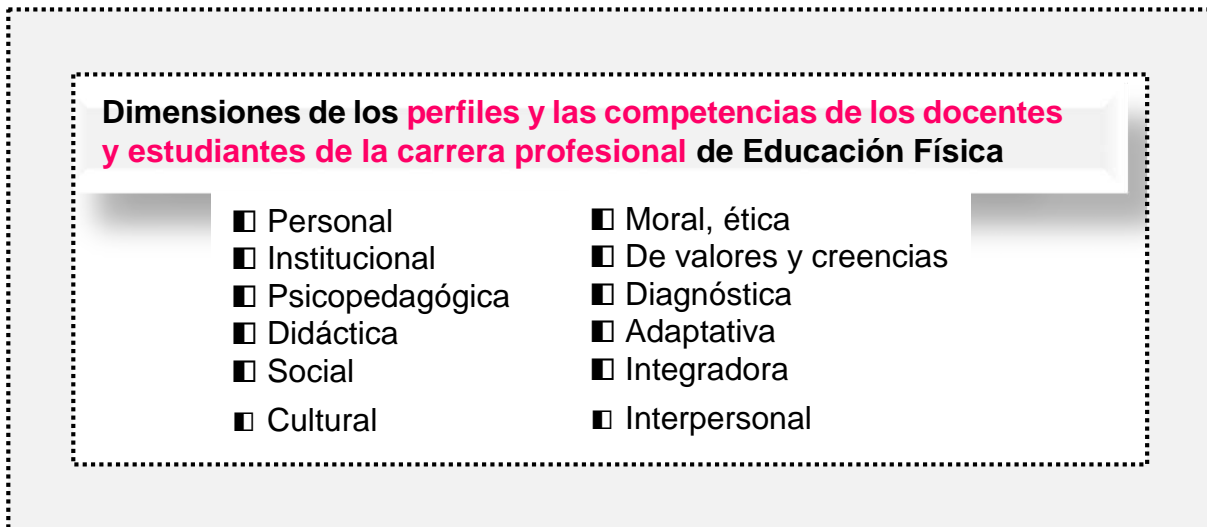 Dimensiones de los perfiles y las competencias de los docentes
y estudiantes de la carrera profesional de Educación Física
Personal
Institucional
Psicopedagógica
Didáctica
Social
Cultural
Moral, ética
De valores y creencias
Diagnóstica
Adaptativa
Integradora
Interpersonal